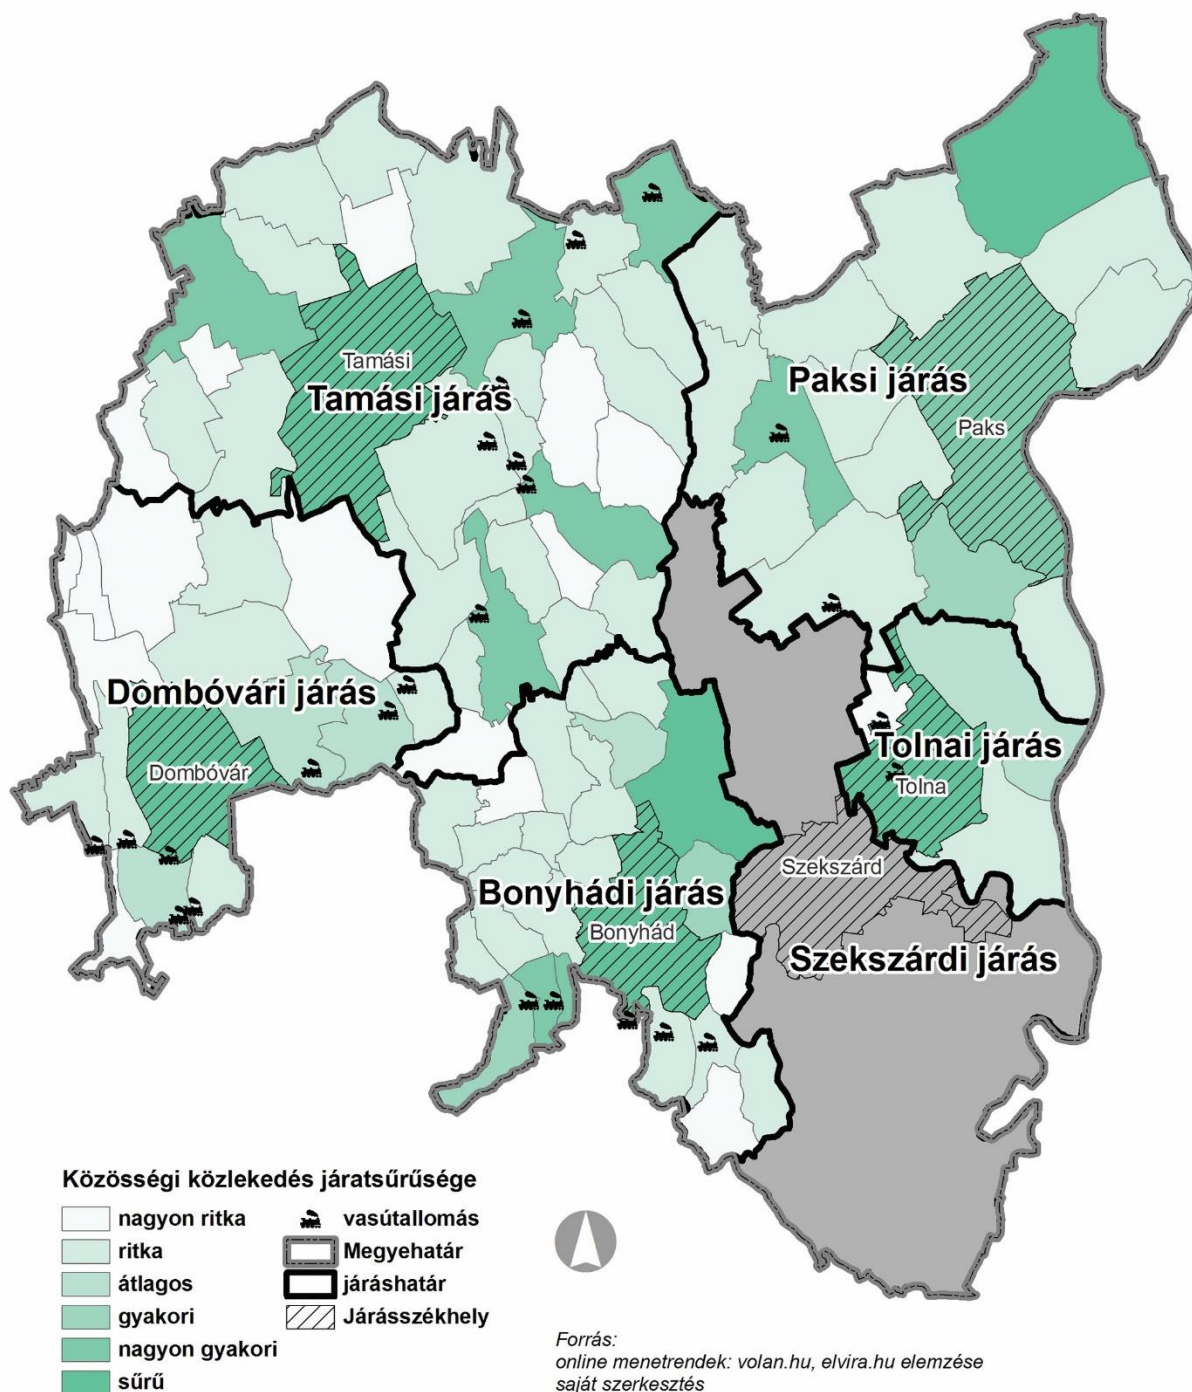 Tamási
Tamási járás
Paksi járás
Paks
Dombóvári járás
Dombóvár
Tolnai járás
Tolna
Szekszárd
Bonyhádi járás
Bonyhád
Szekszárdi járás
Közösségi közlekedés járatsűrűsége
nagyon ritka
ritka
átlagos
gyakori
nagyon gyakori
sűrű
vasútallomás
Megyehatár
járáshatár
Járásszékhely
Forrás:
online menetrendek: volan.hu, elvira.hu elemzése
saját szerkesztés